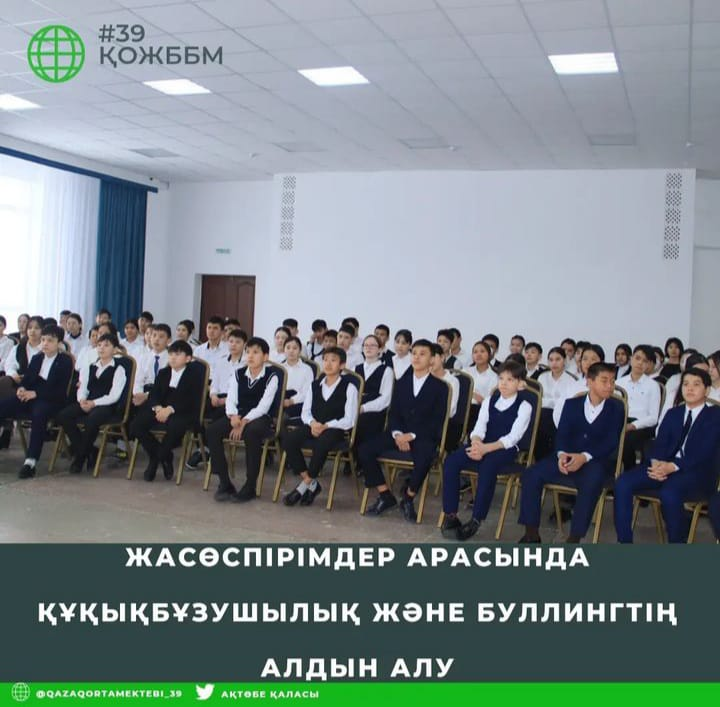 #39
ҚОЖББМ
ЖАСӨСПІРІМДЕР АРАСЫНДА
ҚҰҚЫҚБҰЗУШЫЛЫҚ ЖӘНЕ БУЛЛИНГТІҢ
АЛДЫН АЛУ
@QAZAQORTAMEKTEBI_39 АҚТӨБЕ ҚАЛАСЫ